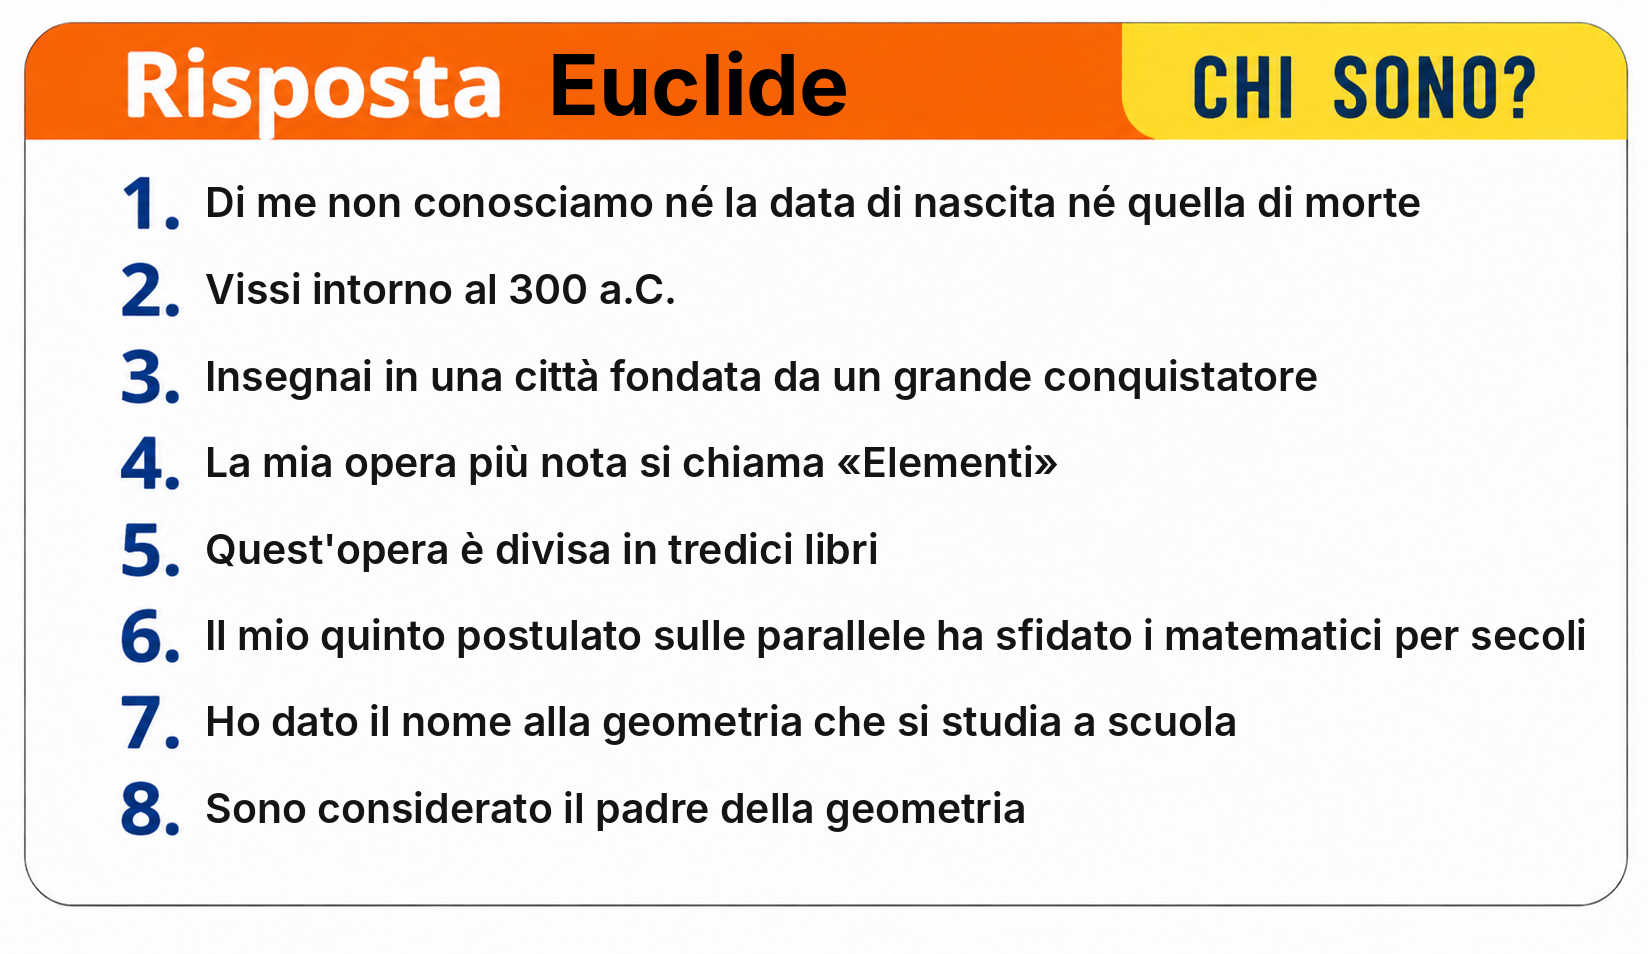 Risposta Euclide CHI SONO?
1. Di me non conosciamo né la data di nascita né quella di morte
2. Vissi intorno al 300 a.C.
3. Insegnai in una città fondata da un grande conquistatore
4. La mia opera più nota si chiama «Elementi»
5. Quest'opera è divisa in tredici libri
6. Il mio quinto postulato sulle parallele ha sfidato i matematici per secoli
7. Ho dato il nome alla geometria che si studia a scuola
8. Sono considerato il padre della geometria